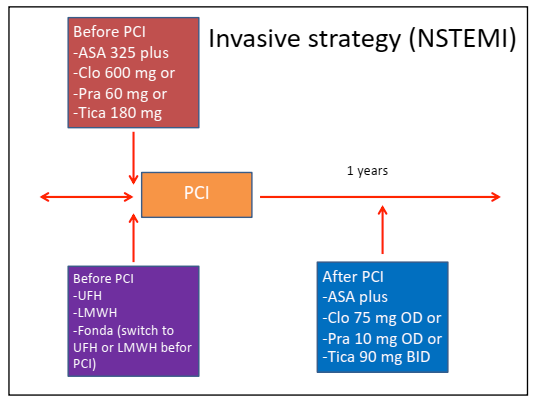 Invasive strategy (NSTEMI)
Before PCI
-ASA 325 plus
-Clo 600 mg or
-Pra 60 mg or
-Tica 180 mg
PCI
1 years
Before PCI
-UFH
-LMWH
-Fonda (switch to
UFH or LMWH befor
PCI)
After PCI
-ASA plus
-Clo 75 mg OD or
-Pra 10 mg OD or
-Tica 90 mg BID